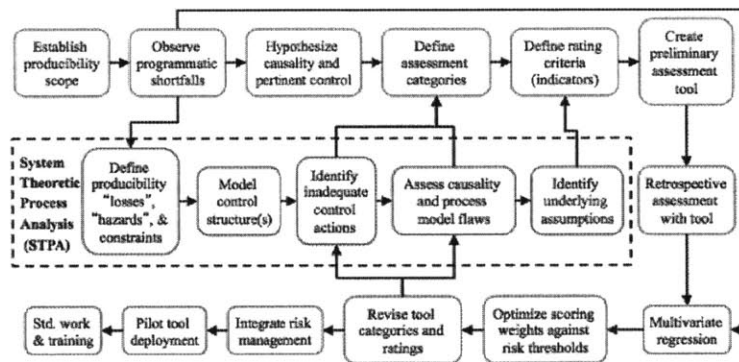 Establish
producibility
scope
Observe
programmatic
shortfalls
Hypothesize
causality and
pertinent control
Define
assessment
categories
Define rating
criteria
(indicators)
Create
preliminary
assessment
tool
System
Theoretic
Process
Analysis
(STPA)
Define
producibility
"losses",
"hazards", &
constraints
Model
control
structure(s)
Identify
inadequate
control
actions
Assess causality
and process
model flaws
Identify
underlying
assumptions
Retrospective
assessment
with tool
Std. work
& training
Pilot tool
deployment
Integrate risk
management
Revise tool
categories and
ratings
Optimize scoring
weights against
risk thresholds
Multivariate
regression